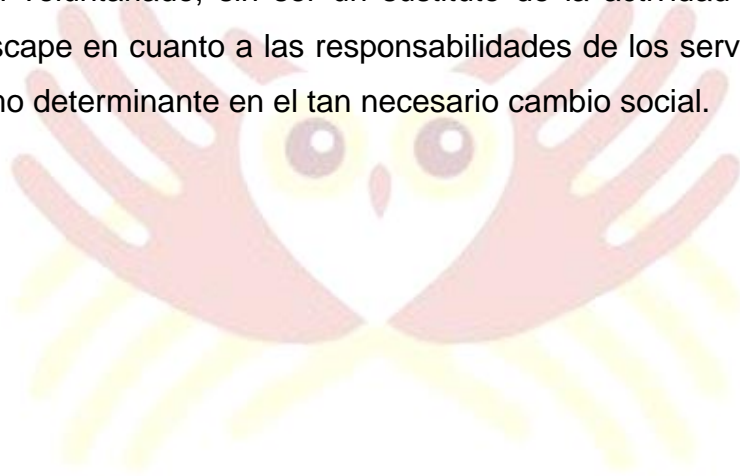 voluntariado, sin ser un sustituto de la actividad
scape en cuanto a las responsabilidades de los serv
no determinante en el tan necesario cambio social.